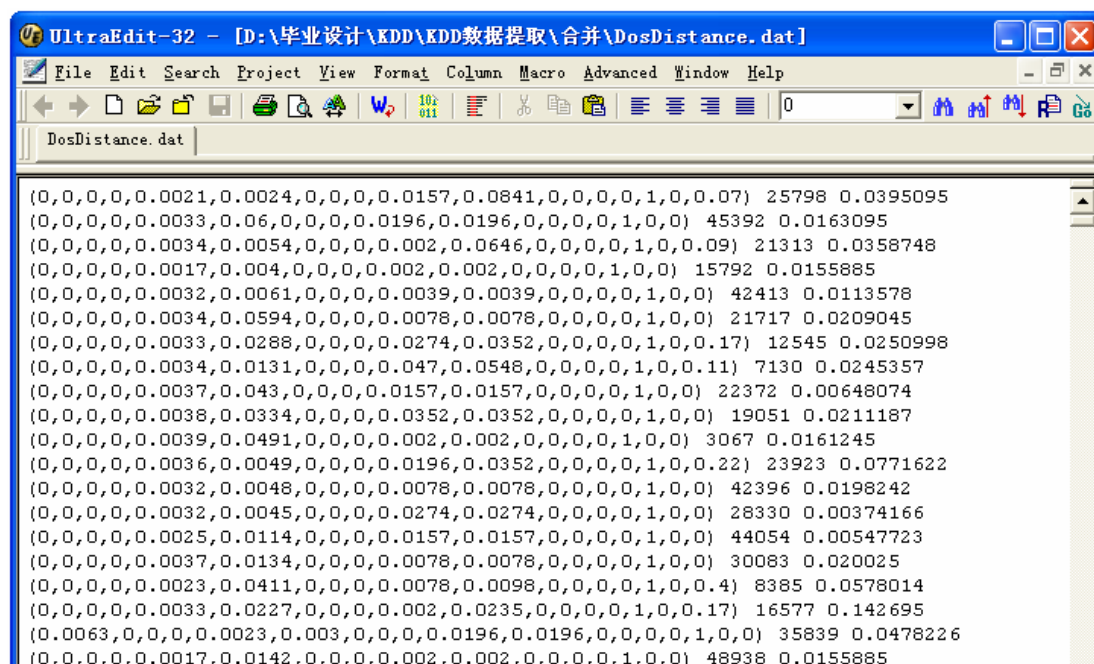 UltraEdit-32 - [D:\毕业设计\KDD\KDD数据提取\合并\DosDistance.dat]
File Edit Search Project View Format Column Macro Advanced Window Help
0
DosDistance.dat
(0,0,0,0,0.0021,0.0024,0,0,0,0.0157,0.0841,0,0,0,0,1,0,0.07) 25798 0.0395095
(0,0,0,0,0.0033,0.06,0,0,0,0.0196,0.0196,0,0,0,0,1,0,0) 45392 0.0163095
(0,0,0,0,0.0034,0.0054,0,0,0,0.002,0.0646,0,0,0,0,1,0,0.09) 21313 0.0358748
(0,0,0,0,0.0017,0.004,0,0,0,0.002,0.002,0,0,0,0,1,0,0) 15792 0.0155885
(0,0,0,0,0.0032,0.0061,0,0,0,0.0039,0.0039,0,0,0,0,1,0,0) 42413 0.0113578
(0,0,0,0,0.0034,0.0594,0,0,0,0.0078,0.0078,0,0,0,0,1,0,0) 21717 0.0209045
(0,0,0,0,0.0033,0.0288,0,0,0,0.0274,0.0352,0,0,0,0,1,0,0.17) 12545 0.0250998
(0,0,0,0,0.0034,0.0131,0,0,0,0.047,0.0548,0,0,0,0,1,0,0.11) 7130 0.0245357
(0,0,0,0,0.0037,0.043,0,0,0,0.0157,0.0157,0,0,0,0,1,0,0) 22372 0.00648074
(0,0,0,0,0.0038,0.0334,0,0,0,0.0352,0.0352,0,0,0,0,1,0,0) 19051 0.0211187
(0,0,0,0,0.0039,0.0491,0,0,0,0.002,0.002,0,0,0,0,1,0,0) 3067 0.0161245
(0,0,0,0,0.0036,0.0049,0,0,0,0.0196,0.0352,0,0,0,0,1,0,0.22) 23923 0.0771622
(0,0,0,0,0.0032,0.0048,0,0,0,0.0078,0.0078,0,0,0,0,1,0,0) 42396 0.0198242
(0,0,0,0,0.0032,0.0045,0,0,0,0.0274,0.0274,0,0,0,0,1,0,0) 28330 0.00374166
(0,0,0,0,0.0025,0.0114,0,0,0,0.0157,0.0157,0,0,0,0,1,0,0) 44054 0.00547723
(0,0,0,0,0.0037,0.0134,0,0,0,0.0078,0.0078,0,0,0,0,1,0,0) 30083 0.020025
(0,0,0,0,0.0023,0.0411,0,0,0,0.0078,0.0098,0,0,0,0,1,0,0.4) 8385 0.0578014
(0,0,0,0,0.0033,0.0227,0,0,0,0.002,0.0235,0,0,0,0,1,0,0.17) 16577 0.142695
(0.0063,0,0,0,0.0023,0.003,0,0,0,0.0196,0.0196,0,0,0,0,1,0,0) 35839 0.0478226
(0,0,0,0,0.0017,0.0142,0,0,0,0.002,0.002,0,0,0,0,1,0,0) 48938 0.0155885